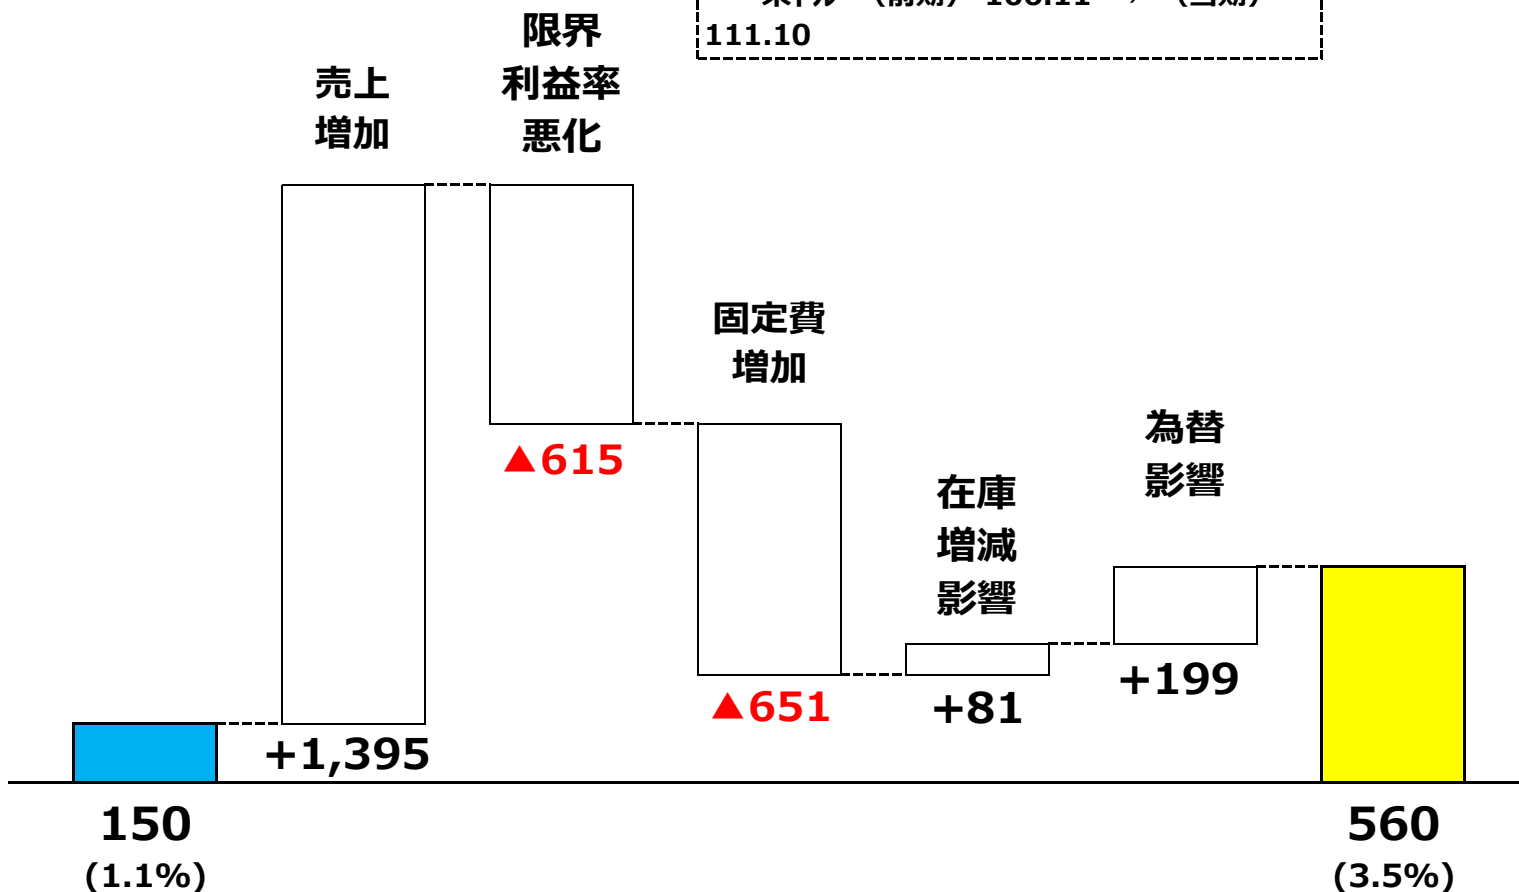 111.10
限界
利益率
悪化
売上
増加
固定費
増加
為替
影響
在庫
増減
影響
▲615
▲651
+81
+199
+1,395
150
(1.1%)
560
(3.5%)